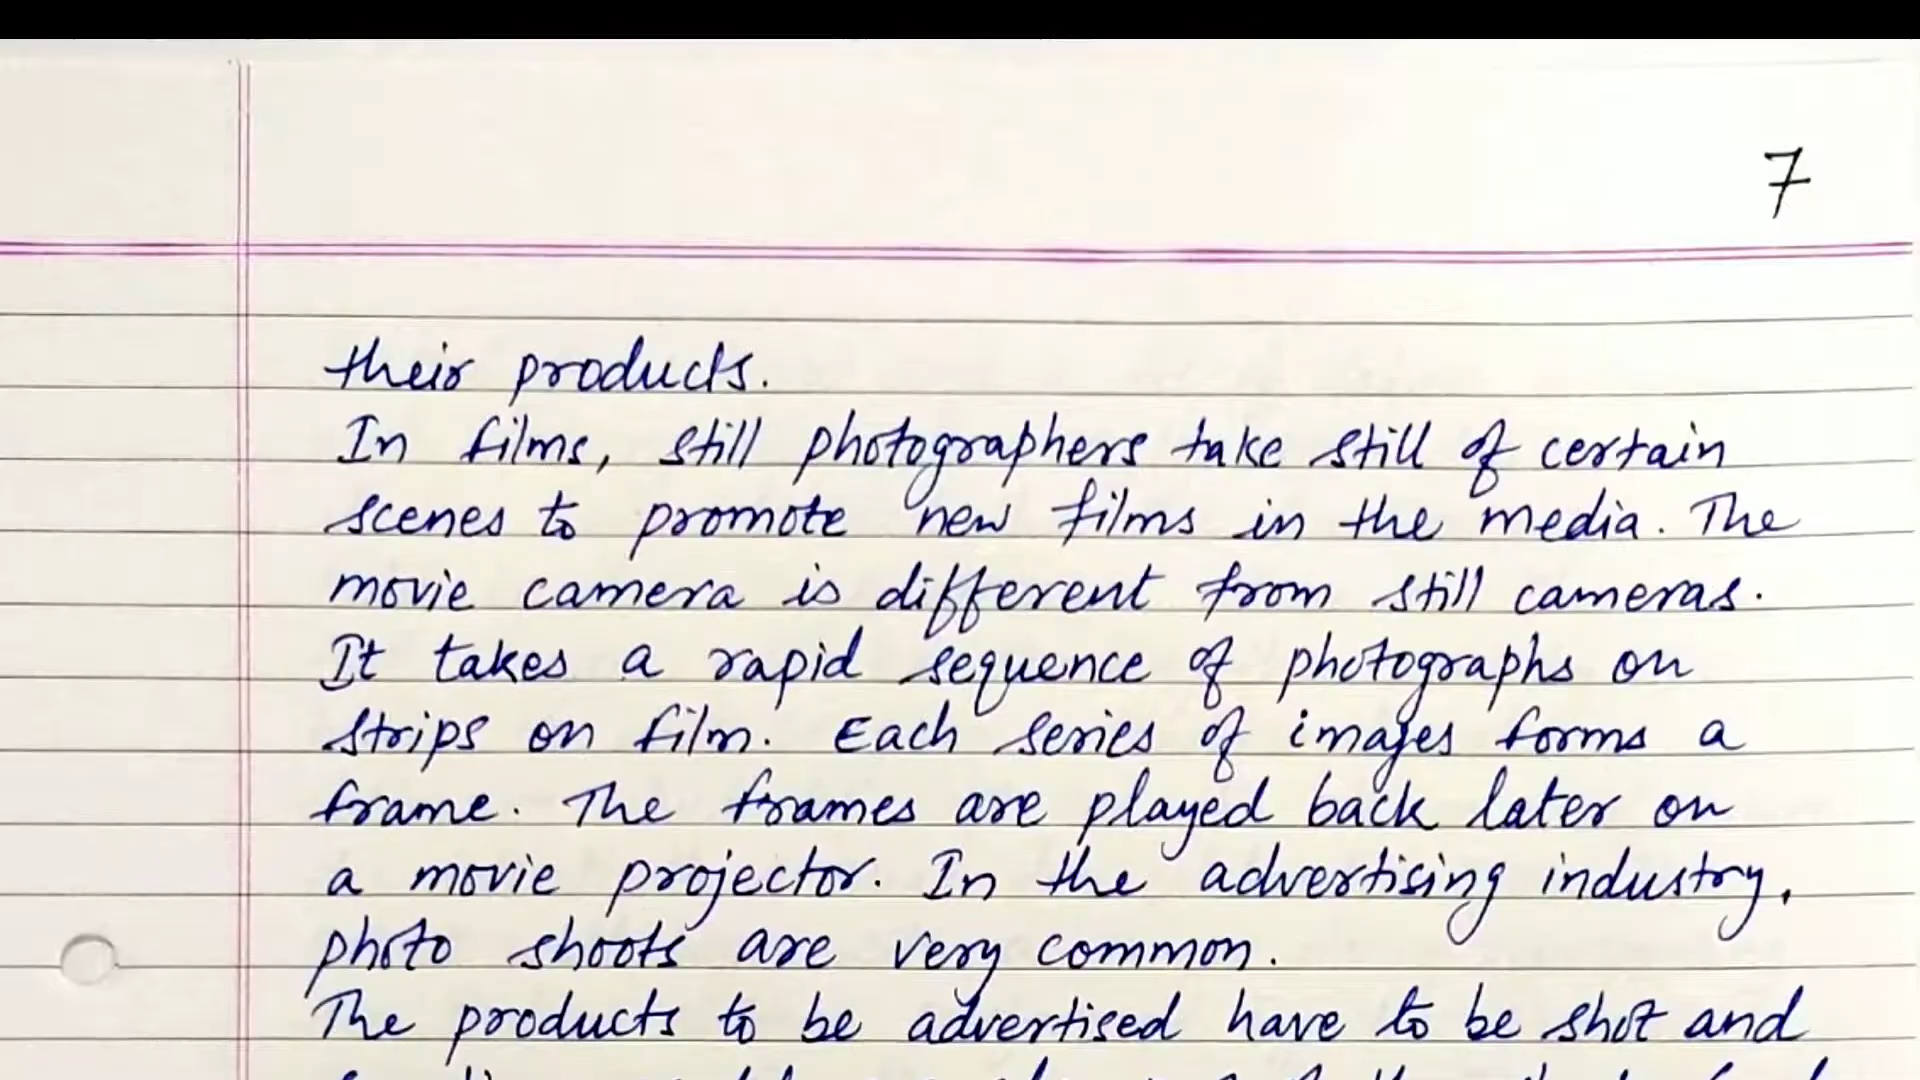 7
their products.
In films, still photographers take still of certain
scenes to promote new films in the media. The
movie camera is different from still cameras.
It takes a rapid sequence of photographs on
strips on film. Each series of images forms a
frame. The frames are played back later on
a movie projector. In the advertising industry,
photo shoots are very common.
The products to be advertised have to be shot and